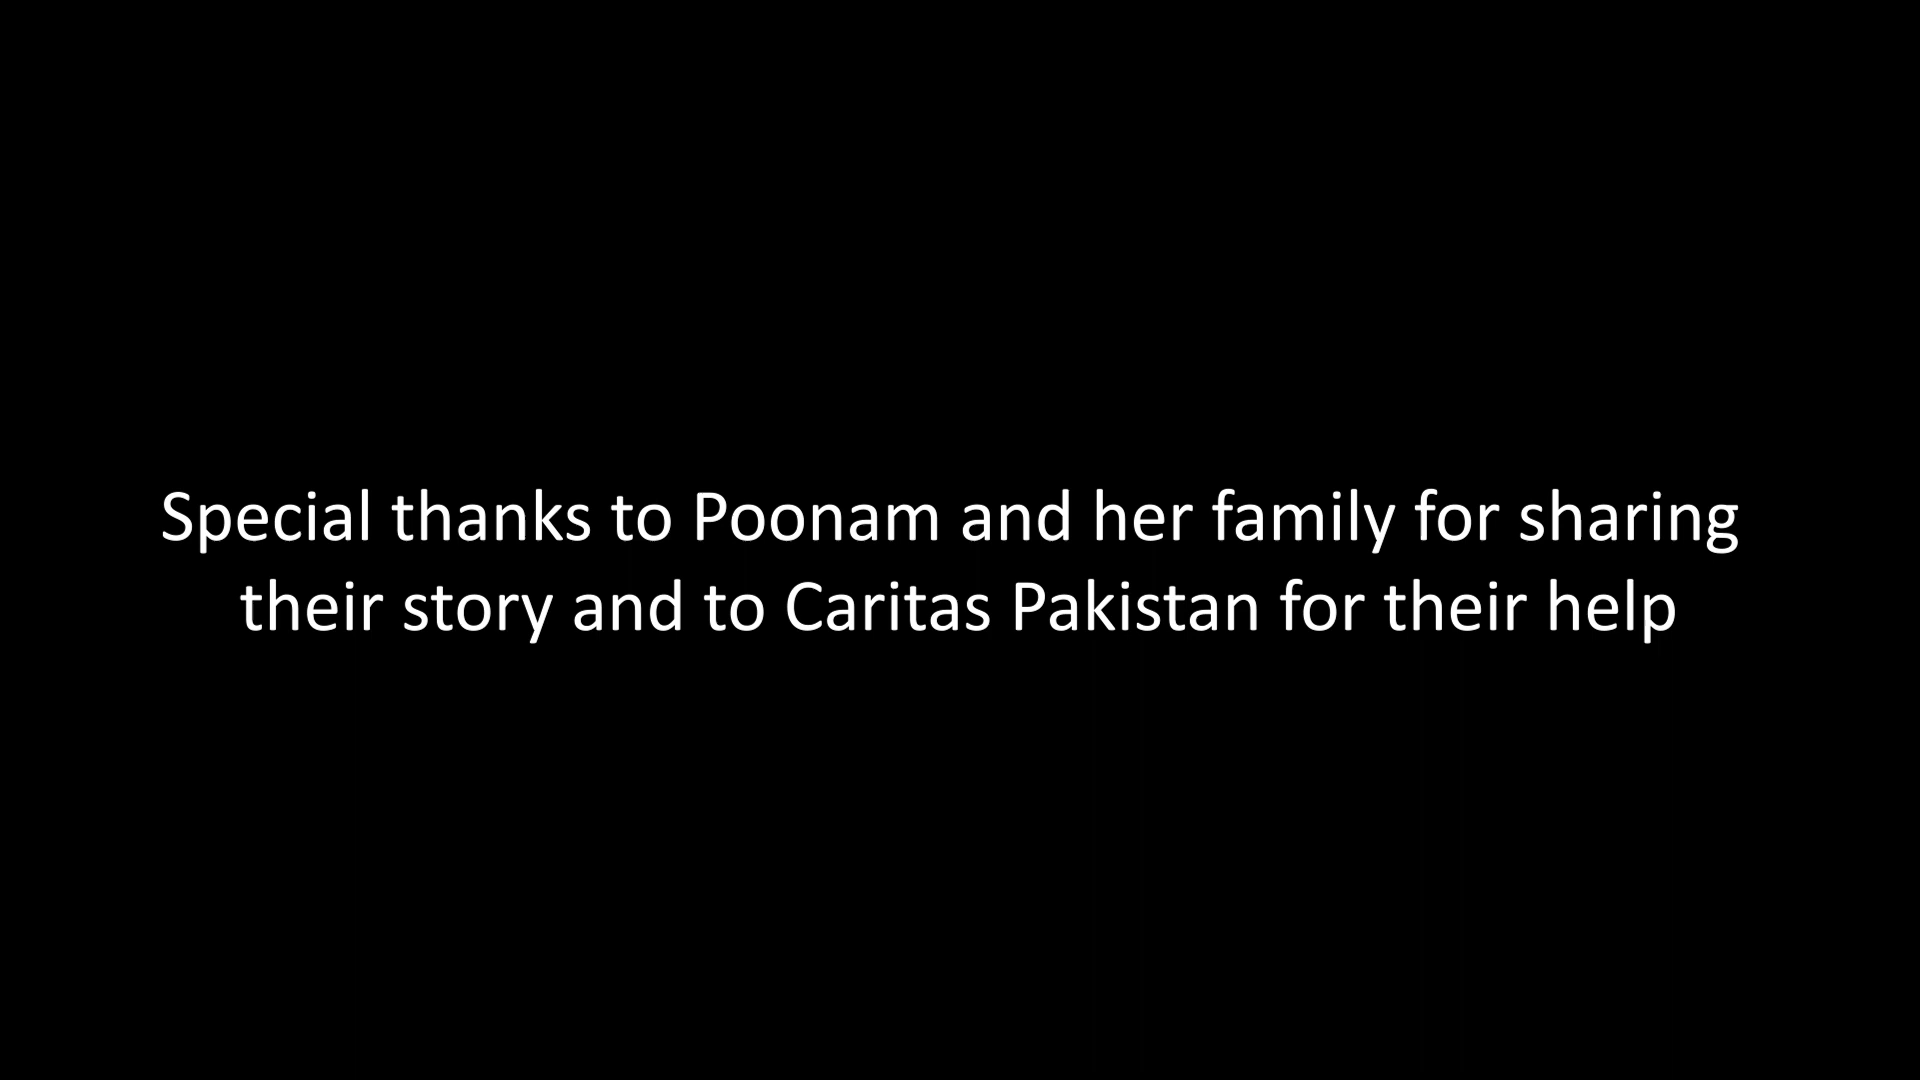 Special thanks to Poonam and her family for sharing
their story and to Caritas Pakistan for their help